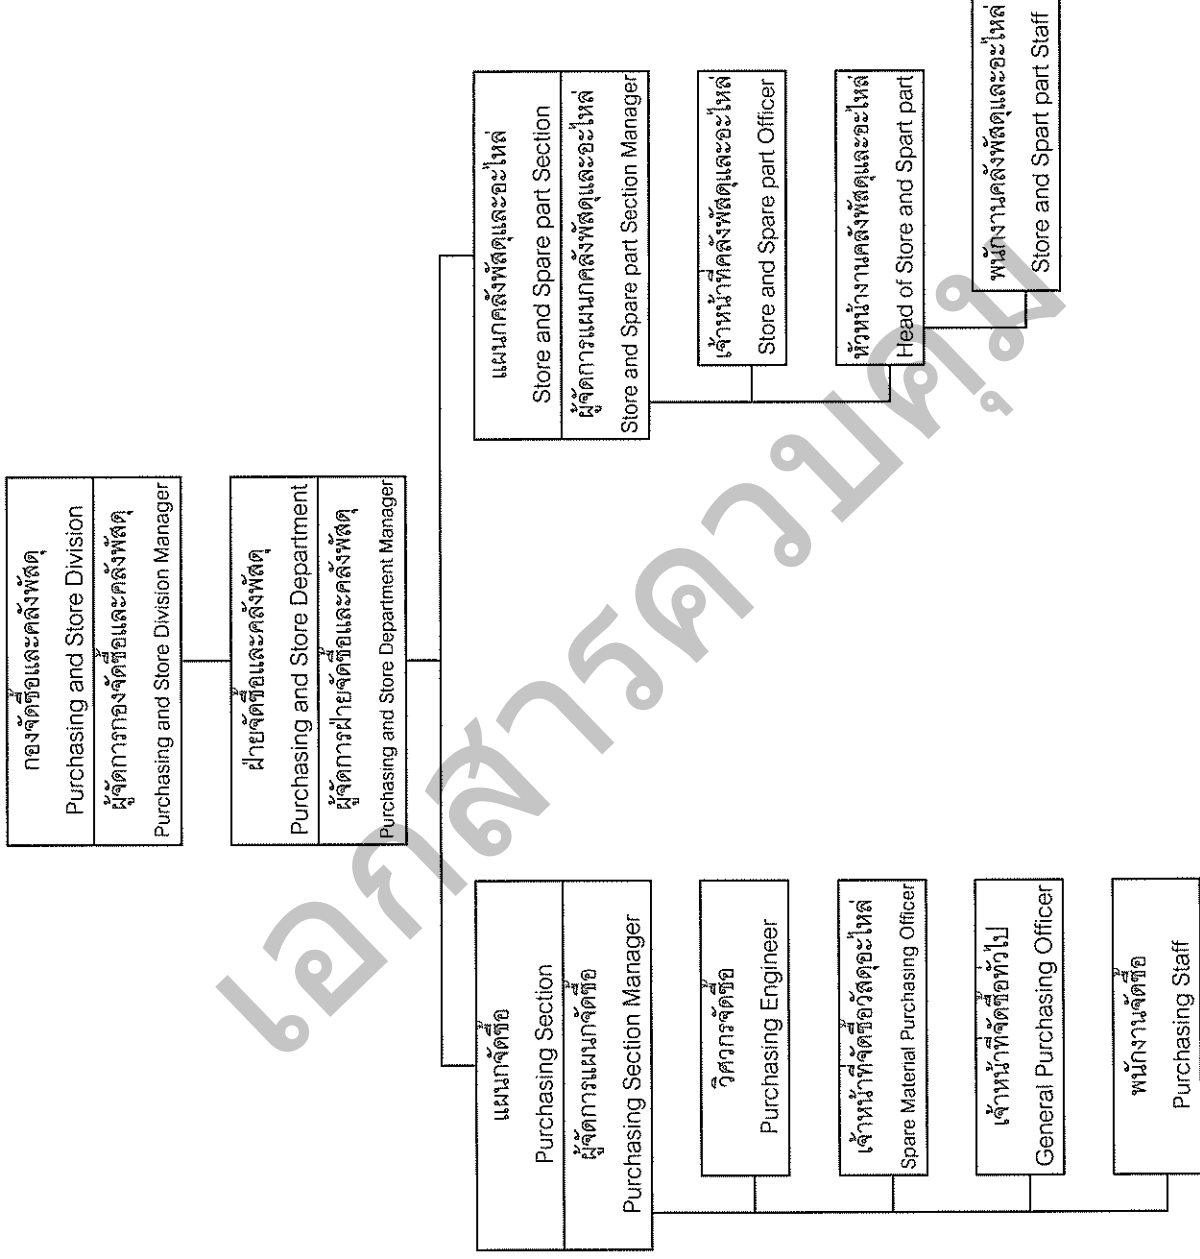 กองจัดซื้อและคลังพัสดุ
Purchasing and Store Division
ผู้จัดการกองจัดซื้อและคลังพัสดุ
Purchasing and Store Division Manager
ฝ่ายจัดซื้อและคลังพัสดุ
Purchasing and Store Department
ผู้จัดการฝ่ายจัดซื้อและคลังพัสดุ
Purchasing and Store Department Manager
แผนกจัดซื้อ
Purchasing Section
ผู้จัดการแผนกจัดซื้อ
Purchasing Section Manager
วิศวกรจัดซื้อ
Purchasing Engineer
เจ้าหน้าที่จัดซื้อวัสดุอะไหล่
Spare Material Purchasing Officer
เจ้าหน้าที่จัดซื้อทั่วไป
General Purchasing Officer
พนักงานจัดซื้อ
Purchasing Staff
แผนกคลังพัสดุและอะไหล่
Store and Spare part Section
ผู้จัดการแผนกคลังพัสดุและอะไหล่
Store and Spare part Section Manager
เจ้าหน้าที่คลังพัสดุและอะไหล่
Store and Spare part Officer
หัวหน้างานคลังพัสดุและอะไหล่
Head of Store and Spart part
พนักงานคลังพัสดุและอะไหล่
Store and Spart part Staff
เอกสารควบคุม